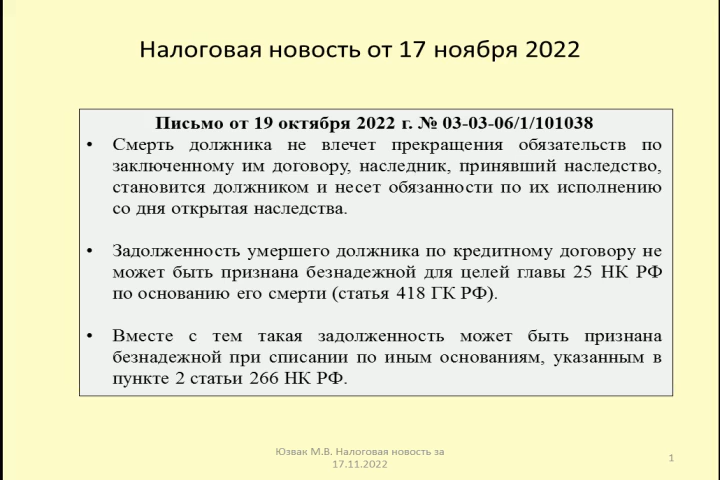 Налоговая новость от 17 ноября 2022
Письмо от 19 октября 2022 г. № 03-03-06/1/101038
• Смерть должника не влечет прекращения обязательств по
заключенному им договору, наследник, принявший наследство,
становится должником и несет обязанности по их исполнению
со дня открытая наследства.
• Задолженность умершего должника по кредитному договору не
может быть признана безнадежной для целей главы 25 НК РФ
по основанию его смерти (статья 418 ГК РФ).
• Вместе с тем такая задолженность может быть признана
безнадежной при списании по иным основаниям, указанным в
пункте 2 статьи 266 НК РФ.
Юзвак М.В. Налоговая новость за
17.11.2022
1